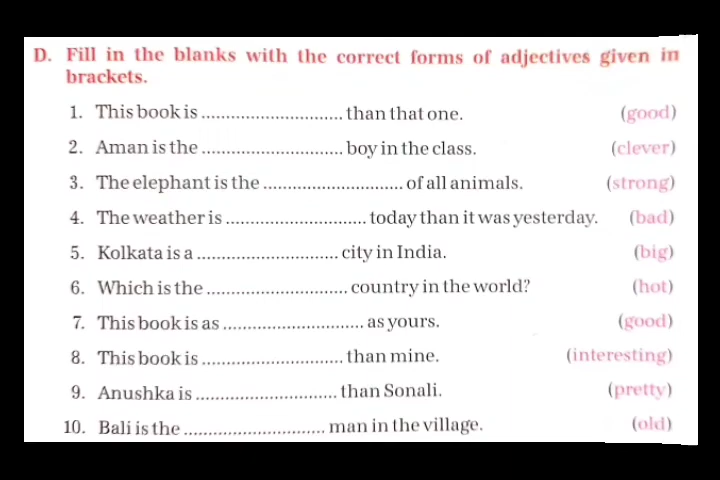 D. Fill in the blanks with the correct forms of adjectives given in
brackets.
1. This book is ............................ than that one. (good)
2. Aman is the ............................ boy in the class. (clever)
3. The elephant is the ............................ of all animals. (strong)
4. The weather is ............................ today than it was yesterday. (bad)
5. Kolkata is a ............................ city in India. (big)
6. Which is the ............................ country in the world? (hot)
7. This book is as ............................ as yours. (good)
8. This book is ............................ than mine. (interesting)
9. Anushka is ............................ than Sonali. (pretty)
10. Bali is the ............................ man in the village. (old)